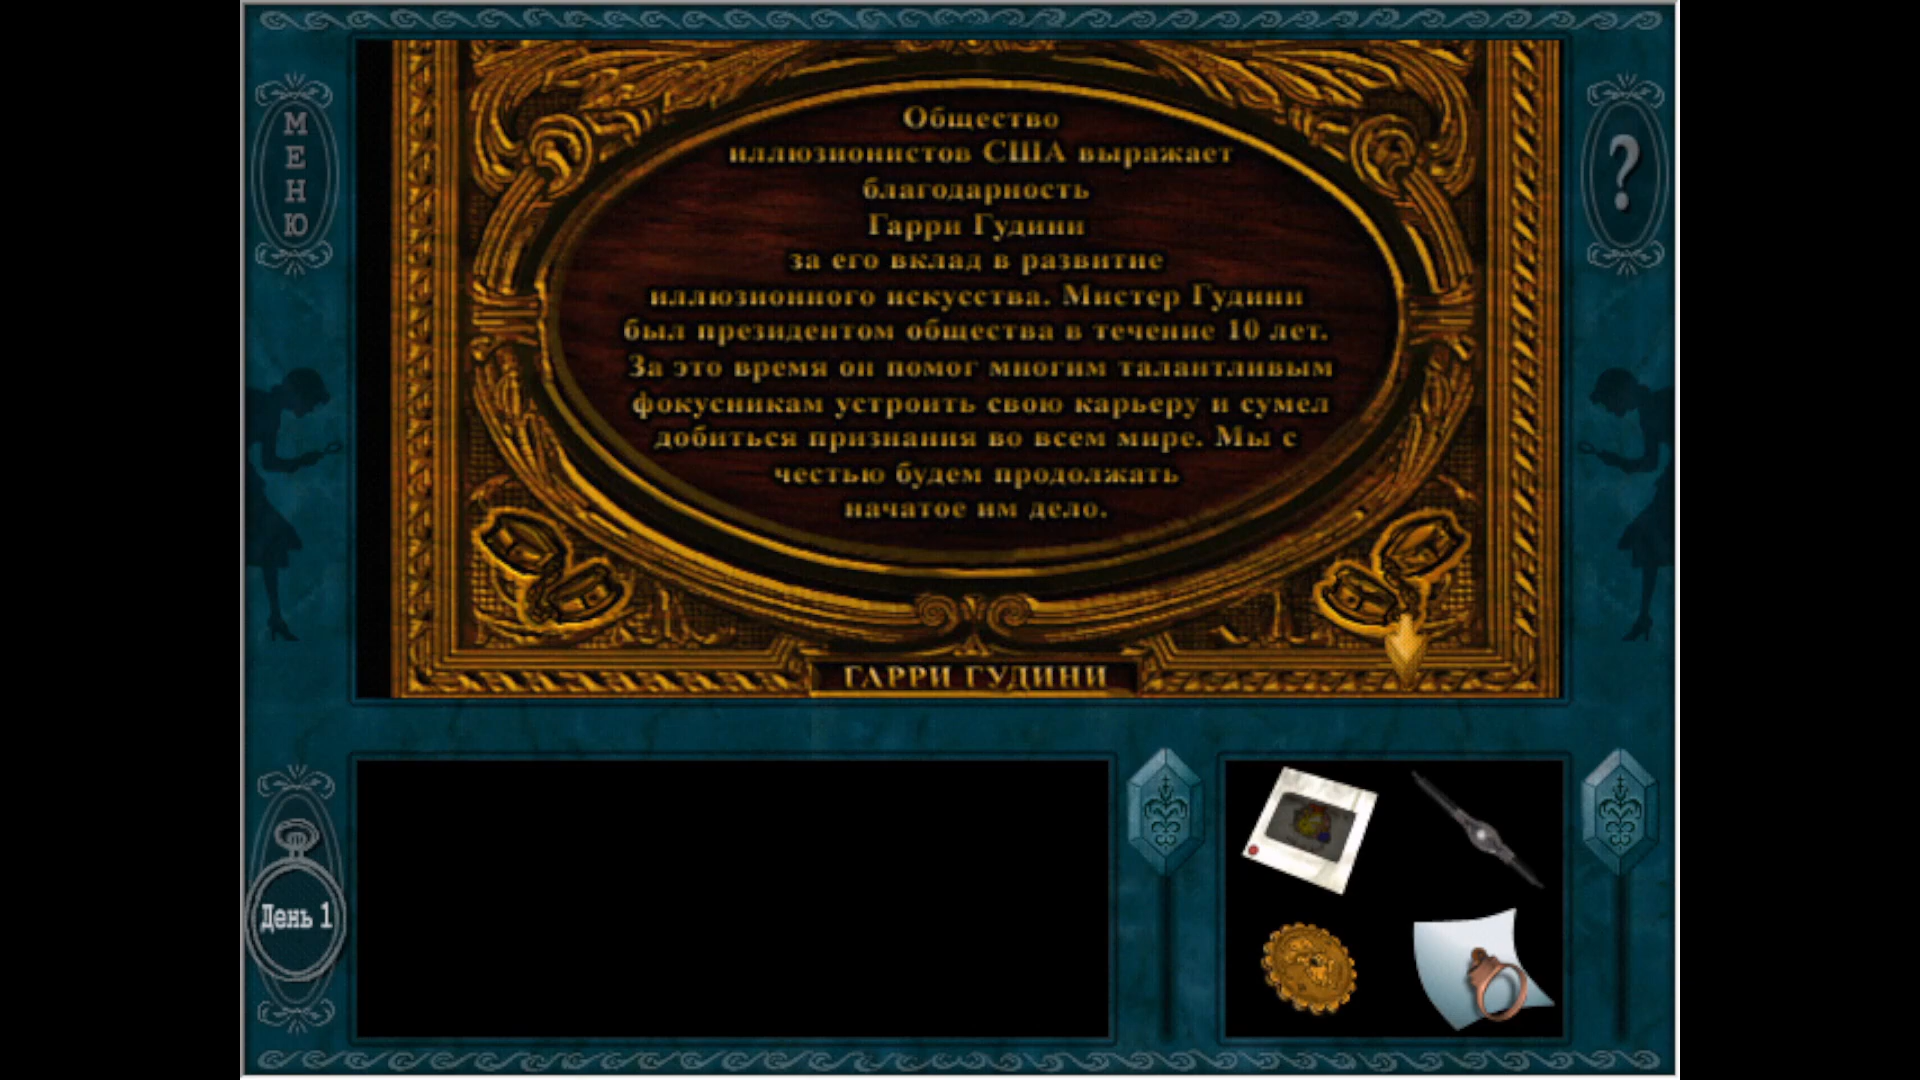 Общество
иллюзионистов США выражает
благодарность
Гарри Гудини
за его вклад в развитие
иллюзионного искусства. Мистер Гудини
был президентом общества в течение 10 лет.
За это время он помог многим талантливым
фокусникам устроить свою карьеру и сумел
добиться признания во всем мире. Мы с
честью будем продолжать
начатое им дело.
ГАРРИ ГУДИНИ
МЕНЮ
?
День 1